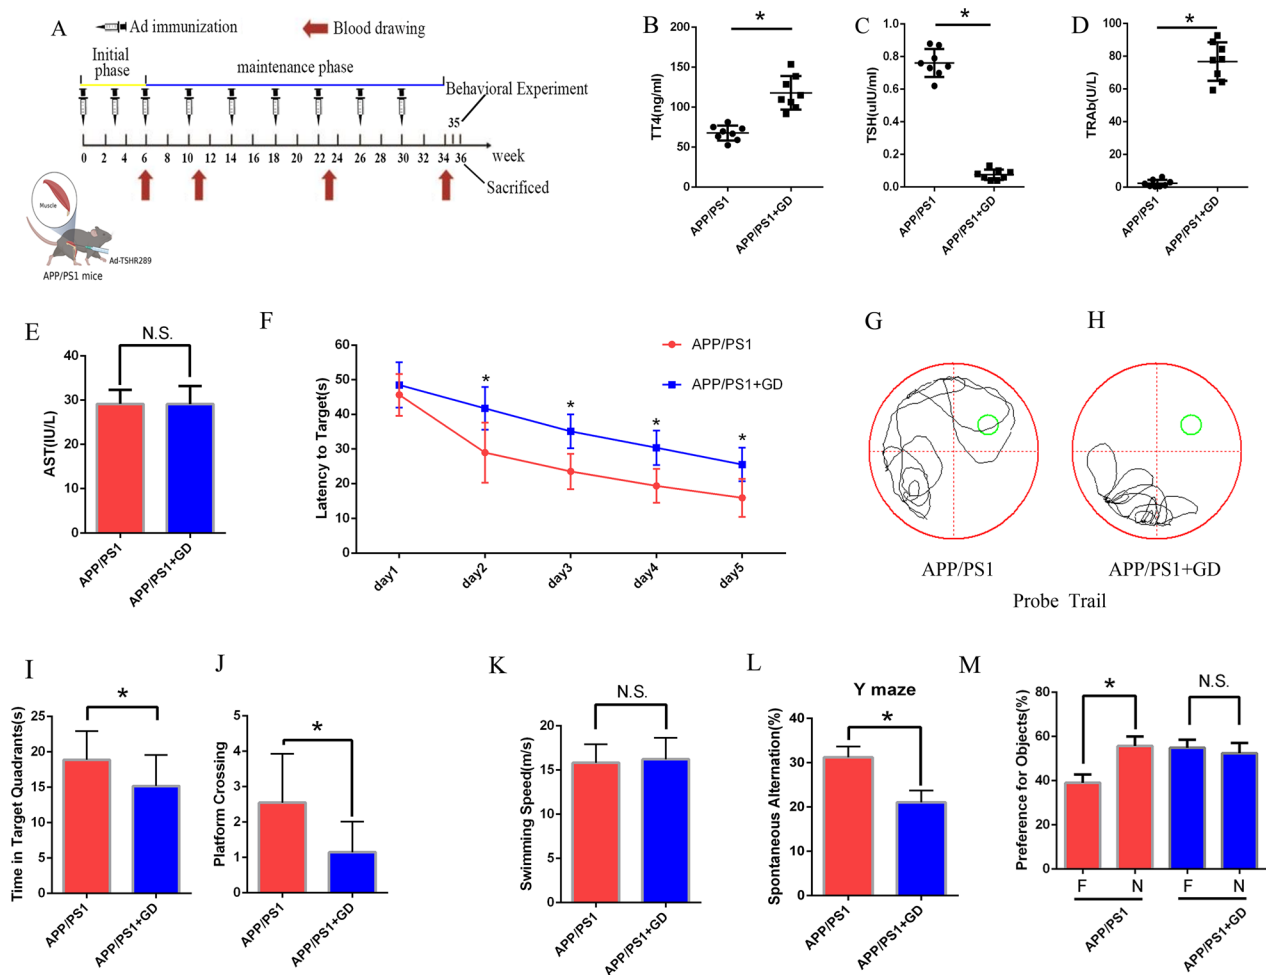 A
Ad immunization
Blood drawing
Initial
phase
maintenance phase
Behavioral Experiment
35
0 2 4 6 8 10 12 14 16 18 20 22 24 26 28 30 32 34 36
week
Sacrificed
Muscle
Ad-TSHR289
APP/PS1 mice
B
*
TT4(ng/ml)
200
150
100
50
0
APP/PS1
APP/PS1+GD
C
*
TSH(uIU/ml)
1.0
0.8
0.6
0.4
0.2
0.0
APP/PS1
APP/PS1+GD
D
*
TRAb(U/L)
100
80
60
40
20
0
APP/PS1
APP/PS1+GD
E
N.S.
AST(IU/L)
40
30
20
10
0
APP/PS1
APP/PS1+GD
F
Latency to Target(s)
60
50
40
30
20
10
0
APP/PS1
APP/PS1+GD
* * * *
day1 day2 day3 day4 day5
G
APP/PS1
H
APP/PS1+GD
Probe Trail
I
*
Time in Target Quadrants(s)
25
20
15
10
5
0
APP/PS1
APP/PS1+GD
J
*
Platform Crossing
5
4
3
2
1
0
APP/PS1
APP/PS1+GD
K
N.S.
Swimming Speed(m/s)
20
15
10
5
0
APP/PS1
APP/PS1+GD
L
Y maze
*
Spontaneous Alternation(%)
40
30
20
10
0
APP/PS1
APP/PS1+GD
M
*
N.S.
Preference for Objects(%)
80
60
40
20
0
F N F N
APP/PS1
APP/PS1+GD